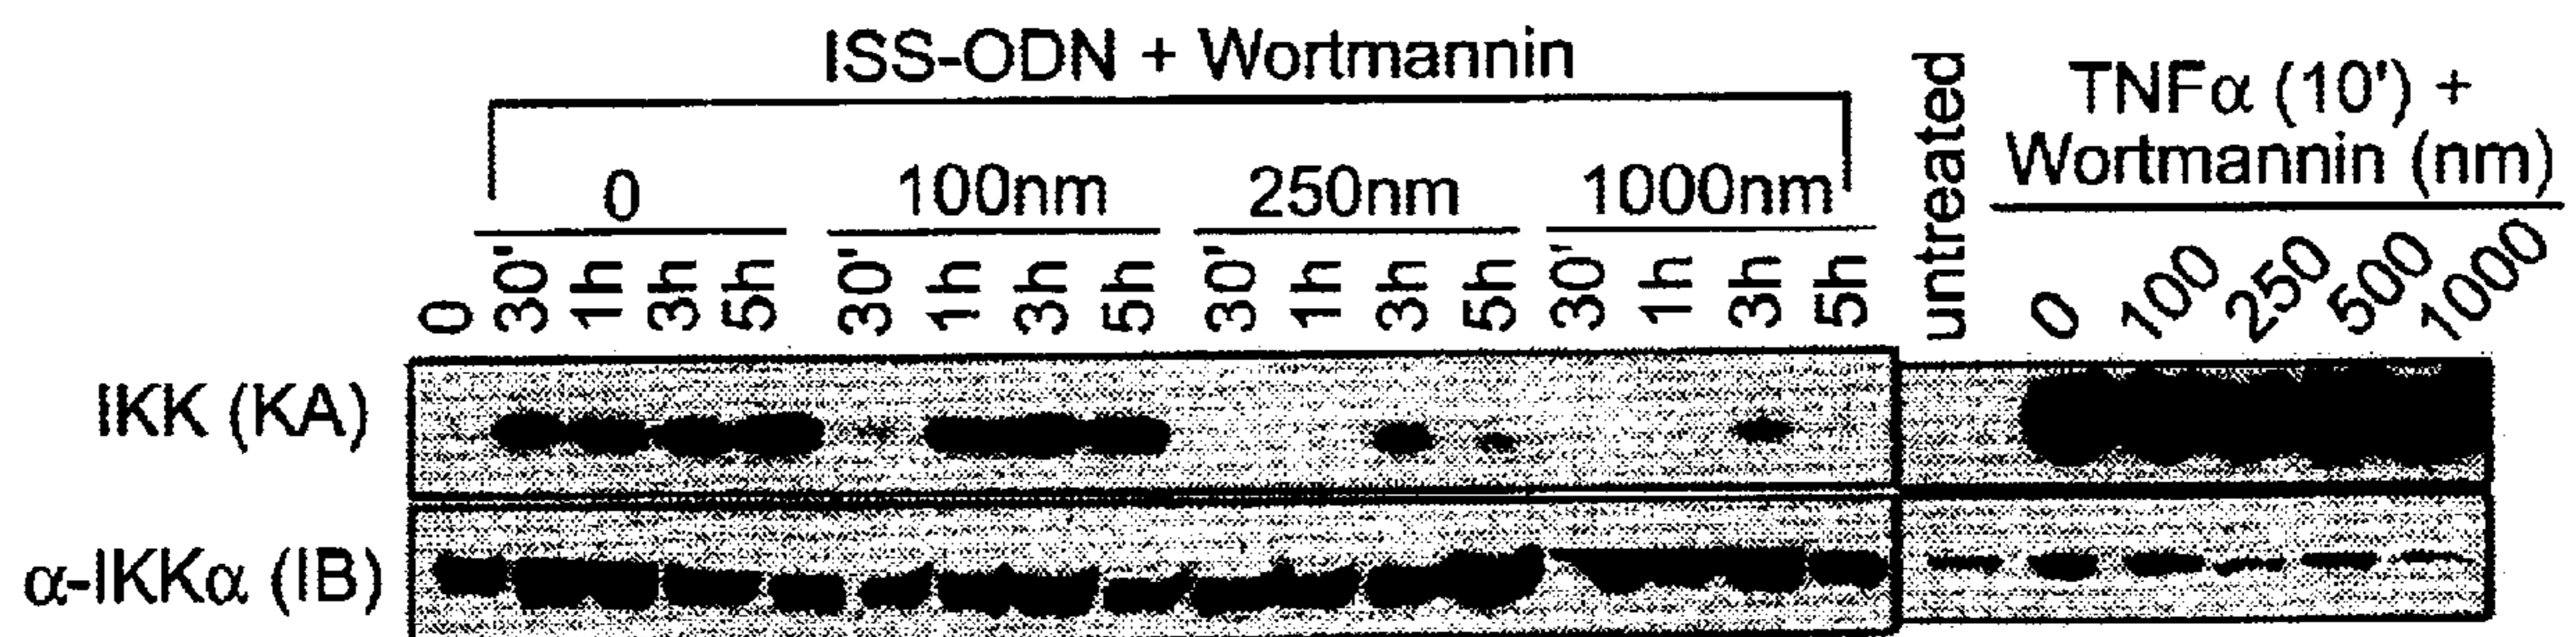 ISS-ODN + Wortmannin
untreated
TNFα (10') +
Wortmannin (nm)
0 100nm 250nm 1000nm
0 30' 1h 3h 5h 30' 1h 3h 5h 30' 1h 3h 5h 30' 1h 3h 5h
0 100 250 500 1000
IKK (KA)
α-IKKα (IB)